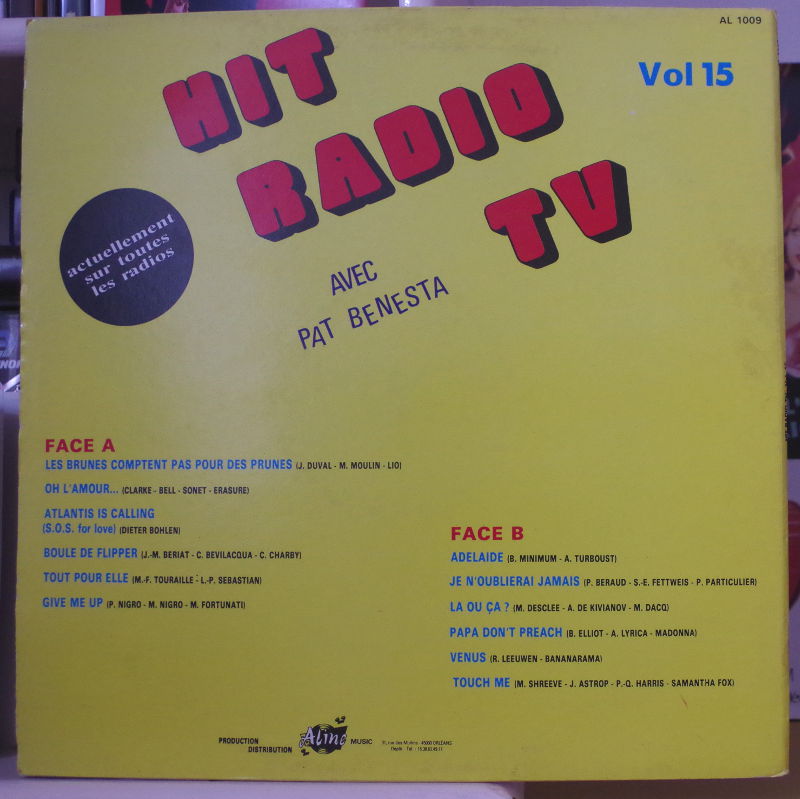 AL 1009
HIT
RADIO
TV
Vol 15
actuellement
sur toutes
les radios
AVEC
PAT BENESTA
FACE A
LES BRUNES COMPTENT PAS POUR DES PRUNES (J. DUVAL - M. MOULIN - LIO)
OH L'AMOUR... (CLARKE - BELL - SONET - ERASURE)
ATLANTIS IS CALLING
(S.O.S. for love) (DIETER BOHLEN)
BOULE DE FLIPPER (J.-M. BERIAT - C. BEVILACQUA - C. CHARBY)
TOUT POUR ELLE (M.-F. TOURAILLE - L.-P. SEBASTIAN)
GIVE ME UP (P. NIGRO - M. NIGRO - M. FORTUNATI)
FACE B
ADELAIDE (B. MINIMUM - A. TURBOUST)
JE N'OUBLIERAI JAMAIS (P. BERAUD - S.-E. FETTWEIS - P. PARTICULIER)
LA OU ÇA ? (M. DESCLEE - A. DE KIVIANOV - M. DACQ)
PAPA DON'T PREACH (B. ELLIOT - A. LYRICA - MADONNA)
VENUS (R. LEEUWEN - BANANARAMA)
TOUCH ME (M. SHREEVE - J. ASTROP - P.-Q. HARRIS - SAMANTHA FOX)
PRODUCTION
DISTRIBUTION
Aline MUSIC
45000 ORLÉANS